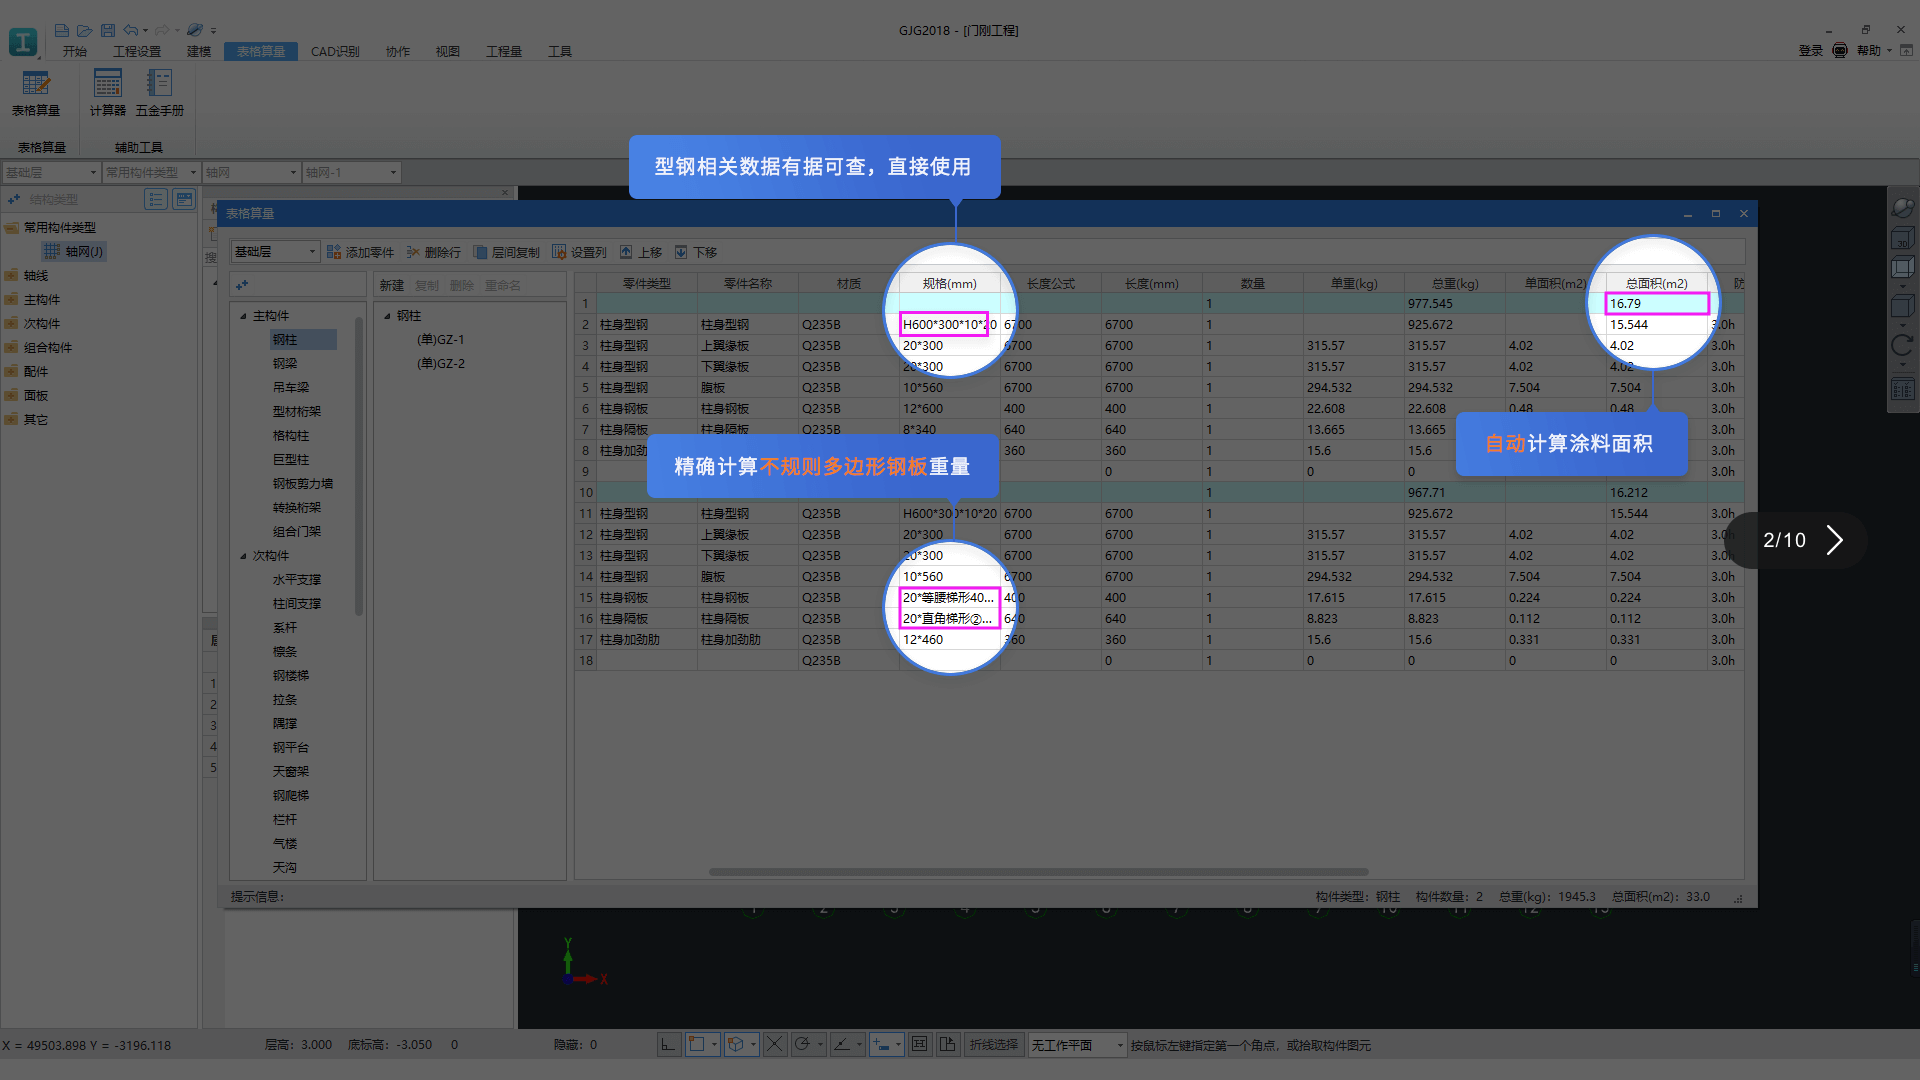 GJG2018 - [门刚工程]
开始 工程设置 建模 表格算量 CAD识别 协作 视图 工程量 工具
登录 帮助
表格算量 计算器 五金手册
表格算量 辅助工具
基础层 常用构件类型 轴网 轴网-1
型钢相关数据有据可查，直接使用
结构类型
常用构件类型
轴网(J)
轴线
主构件
次构件
组合构件
配件
面板
其它
表格算量
基础层 添加零件 删除行 层间复制 设置列 上移 下移
主构件
钢柱
钢梁
吊车梁
型材桁架
格构柱
巨型柱
钢板剪力墙
转换桁架
组合门架
次构件
水平支撑
柱间支撑
系杆
檩条
钢楼梯
拉条
隅撑
钢平台
天窗架
钢爬梯
栏杆
气楼
天沟
新建 复制 删除 重命名
钢柱
(单)GZ-1
(单)GZ-2
零件类型 零件名称 材质 规格(mm) 长度公式 长度(mm) 数量 单重(kg) 总重(kg) 单面积(m2) 总面积(m2) 防
1 1 977.545 16.79
2 柱身型钢 柱身型钢 Q235B H600*300*10*20 6700 6700 1 925.672 15.544 3.0h
3 柱身型钢 上翼缘板 Q235B 20*300 6700 6700 1 315.57 315.57 4.02 4.02 3.0h
4 柱身型钢 下翼缘板 Q235B 20*300 6700 6700 1 315.57 315.57 4.02 4.02 3.0h
5 柱身型钢 腹板 Q235B 10*560 6700 6700 1 294.532 294.532 7.504 7.504 3.0h
6 柱身钢板 柱身钢板 Q235B 12*600 400 400 1 22.608 22.608 0.48 0.48
7 柱身隔板 柱身隔板 Q235B 8*340 640 640 1 13.665 13.665
8 柱身加劲 360 360 1 15.6 15.6 3.0h
9 0 1 0 0 3.0h
10 1 967.71 16.212
11 柱身型钢 柱身型钢 Q235B H600*300*10*20 6700 6700 1 925.672 15.544 3.0h
12 柱身型钢 上翼缘板 Q235B 20*300 6700 6700 1 315.57 315.57 4.02 4.02
13 柱身型钢 下翼缘板 Q235B 20*300 6700 6700 1 315.57 315.57 4.02 4.02
14 柱身型钢 腹板 Q235B 10*560 6700 6700 1 294.532 294.532 7.504 7.504
15 柱身钢板 柱身钢板 Q235B 20*等腰梯形40... 400 400 1 17.615 17.615 0.224 0.224 3.0h
16 柱身隔板 柱身隔板 Q235B 20*直角梯形②... 640 640 1 8.823 8.823 0.112 0.112 3.0h
17 柱身加劲肋 柱身加劲肋 Q235B 12*460 360 360 1 15.6 15.6 0.331 0.331 3.0h
18 Q235B 0 1 0 0 0 0 3.0h
精确计算不规则多边形钢板重量
自动计算涂料面积
2/10
提示信息:
构件类型: 钢柱 构件数量: 2 总重(kg): 1945.3 总面积(m2): 33.0
1
2
3
4
5
Y
X
X = 49503.898 Y = -3196.118 层高: 3.000 底标高: -3.050 0 隐藏: 0 折线选择 无工作平面 按鼠标左键指定第一个角点，或拾取构件图元